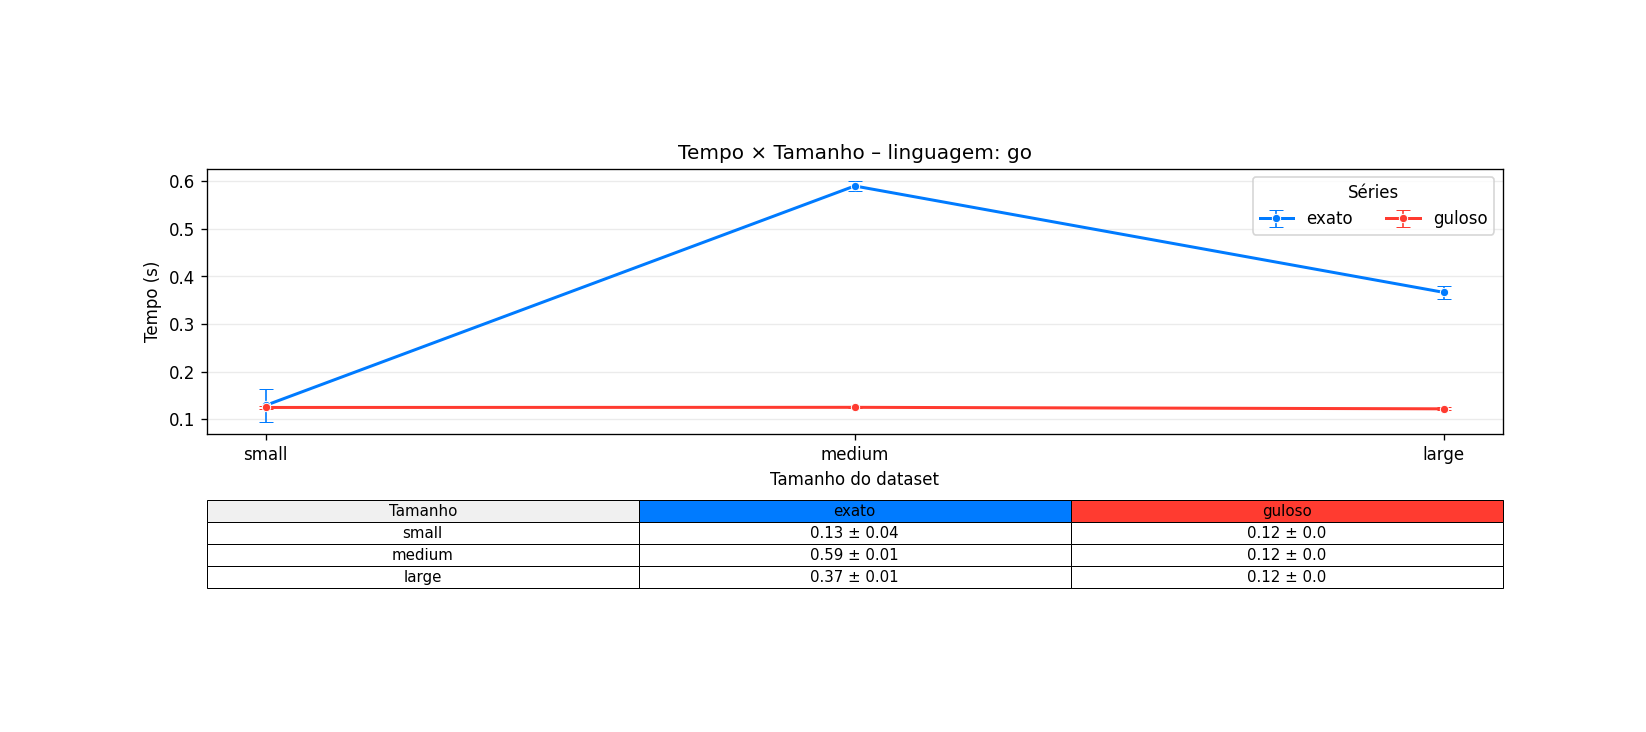 Tempo × Tamanho – linguagem: go
Tempo (s)
0.6
0.5
0.4
0.3
0.2
0.1
Séries
exato guloso
small medium large
Tamanho do dataset
Tamanho exato guloso
small 0.13 ± 0.04 0.12 ± 0.0
medium 0.59 ± 0.01 0.12 ± 0.0
large 0.37 ± 0.01 0.12 ± 0.0